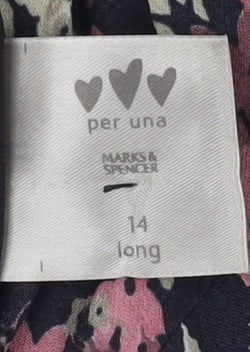 per una
MARKS &
SPENCER
14
long